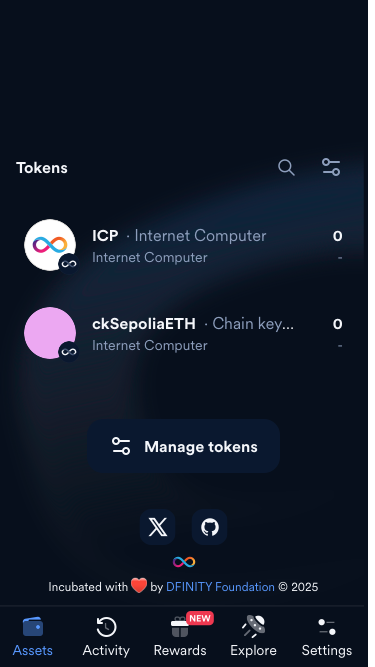 Tokens
ICP · Internet Computer 0
Internet Computer -
ckSepoliaETH · Chain key... 0
Internet Computer -
Manage tokens
Incubated with ❤️ by DFINITY Foundation © 2025
NEW
Assets Activity Rewards Explore Settings